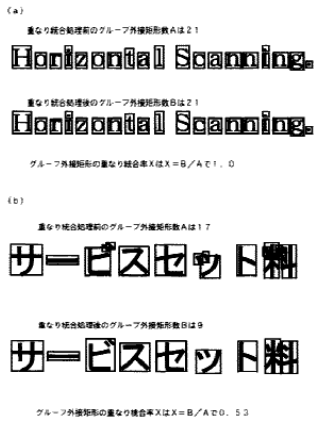 (a)
重なり統合処理前のグループ外接矩形数Aは21
Horizontal Scanning.
重なり統合処理後のグループ外接矩形数Bは21
Horizontal Scanning.
グループ外接矩形の重なり統合率XはX=B/Aで1.0
(b)
重なり統合処理前のグループ外接矩形数Aは17
サービスセット料
重なり統合処理後のグループ外接矩形数Bは9
サービスセット料
グループ外接矩形の重なり統合率XはX=B/Aで0.53